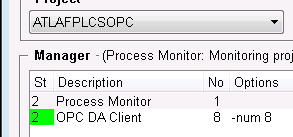 Project
ATLAFPLCSOPC
Manager - (Process Monitor: Monitoring proj
St Description No Options
2 Process Monitor 1
2 OPC DA Client 8 -num 8